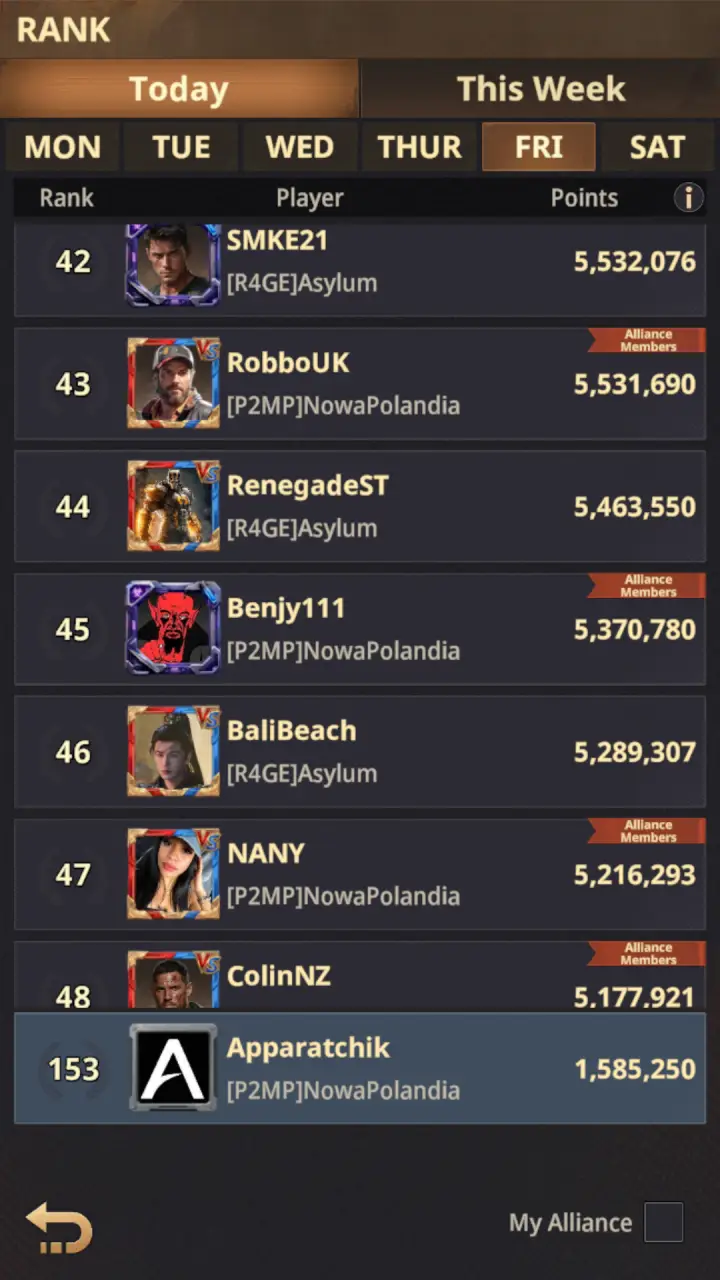 RANK
Today
This Week
MON
TUE
WED
THUR
FRI
SAT
Rank
Player
Points
i
42
SMKE21
[R4GE]Asylum
5,532,076
Alliance
Members
43
RobboUK
[P2MP]NowaPolandia
5,531,690
44
RenegadeST
[R4GE]Asylum
5,463,550
Alliance
Members
45
Benjy111
[P2MP]NowaPolandia
5,370,780
46
BaliBeach
[R4GE]Asylum
5,289,307
Alliance
Members
47
NANY
[P2MP]NowaPolandia
5,216,293
Alliance
Members
48
ColinNZ
5,177,921
153
Apparatchik
[P2MP]NowaPolandia
1,585,250
My Alliance